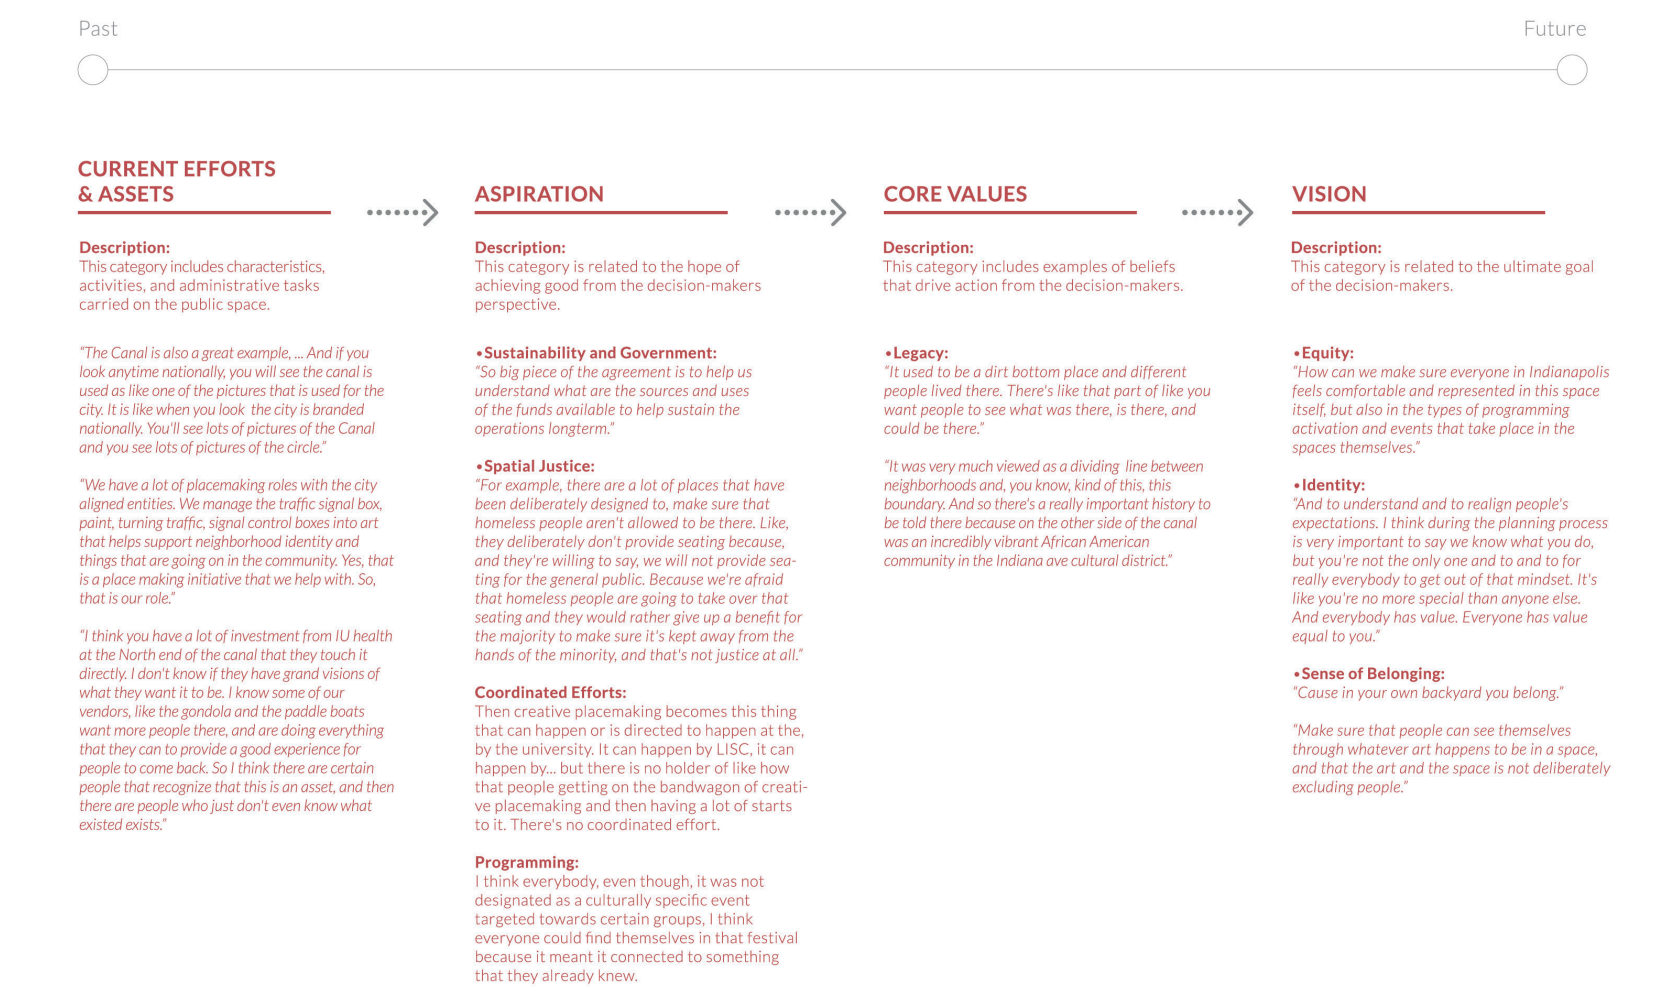 Past
Future
CURRENT EFFORTS
& ASSETS
Description:
This category includes characteristics,
activities, and administrative tasks
carried on the public space.
“The Canal is also a great example, ... And if you
look anytime nationally, you will see the canal is
used as like one of the pictures that is used for the
city. It is like when you look the city is branded
nationally. You'll see lots of pictures of the Canal
and you see lots of pictures of the circle.”
“We have a lot of placemaking roles with the city
aligned entities. We manage the traffic signal box,
paint, turning traffic, signal control boxes into art
that helps support neighborhood identity and
things that are going on in the community. Yes, that
is a place making initiative that we help with. So,
that is our role.”
“I think you have a lot of investment from IU health
at the North end of the canal that they touch it
directly. I don't know if they have grand visions of
what they want it to be. I know some of our
vendors, like the gondola and the paddle boats
want more people there, and are doing everything
that they can to provide a good experience for
people to come back. So I think there are certain
people that recognize that this is an asset, and then
there are people who just don't even know what
existed exists.”
ASPIRATION
Description:
This category is related to the hope of
achieving good from the decision-makers
perspective.
•Sustainability and Government:
“So big piece of the agreement is to help us
understand what are the sources and uses
of the funds available to help sustain the
operations longterm.”
•Spatial Justice:
“For example, there are a lot of places that have
been deliberately designed to, make sure that
homeless people aren't allowed to be there. Like,
they deliberately don't provide seating because,
and they're willing to say, we will not provide sea-
ting for the general public. Because we're afraid
that homeless people are going to take over that
seating and they would rather give up a benefit for
the majority to make sure it's kept away from the
hands of the minority, and that's not justice at all.”
Coordinated Efforts:
Then creative placemaking becomes this thing
that can happen or is directed to happen at the,
by the university. It can happen by LISC, it can
happen by... but there is no holder of like how
that people getting on the bandwagon of creati-
ve placemaking and then having a lot of starts
to it. There's no coordinated effort.
Programming:
I think everybody, even though, it was not
designated as a culturally specific event
targeted towards certain groups, I think
everyone could find themselves in that festival
because it meant it connected to something
that they already knew.
CORE VALUES
Description:
This category includes examples of beliefs
that drive action from the decision-makers.
•Legacy:
“It used to be a dirt bottom place and different
people lived there. There's like that part of like you
want people to see what was there, is there, and
could be there.”
“It was very much viewed as a dividing line between
neighborhoods and, you know, kind of this, this
boundary. And so there's a really important history to
be told there because on the other side of the canal
was an incredibly vibrant African American
community in the Indiana ave cultural district.”
VISION
Description:
This category is related to the ultimate goal
of the decision-makers.
•Equity:
“How can we make sure everyone in Indianapolis
feels comfortable and represented in this space
itself, but also in the types of programming
activation and events that take place in the
spaces themselves.”
•Identity:
“And to understand and to realign people's
expectations. I think during the planning process
is very important to say we know what you do,
but you're not the only one and to and to for
really everybody to get out of that mindset. It's
like you're no more special than anyone else.
And everybody has value. Everyone has value
equal to you.”
•Sense of Belonging:
“Cause in your own backyard you belong.”
“Make sure that people can see themselves
through whatever art happens to be in a space,
and that the art and the space is not deliberately
excluding people.”